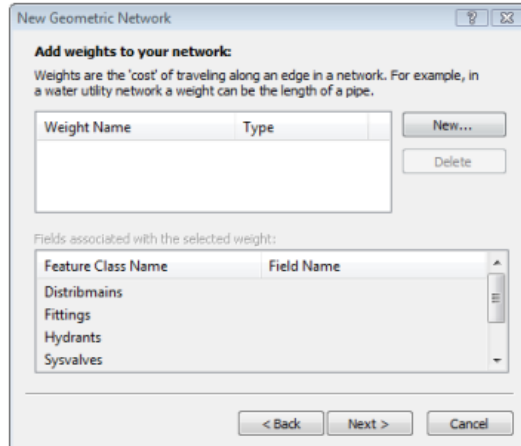 New Geometric Network
Add weights to your network:
Weights are the 'cost' of traveling along an edge in a network. For example, in
a water utility network a weight can be the length of a pipe.
Weight Name Type
New...
Delete
Fields associated with the selected weight:
Feature Class Name Field Name
Distribmains
Fittings
Hydrants
Sysvalves
< Back Next > Cancel